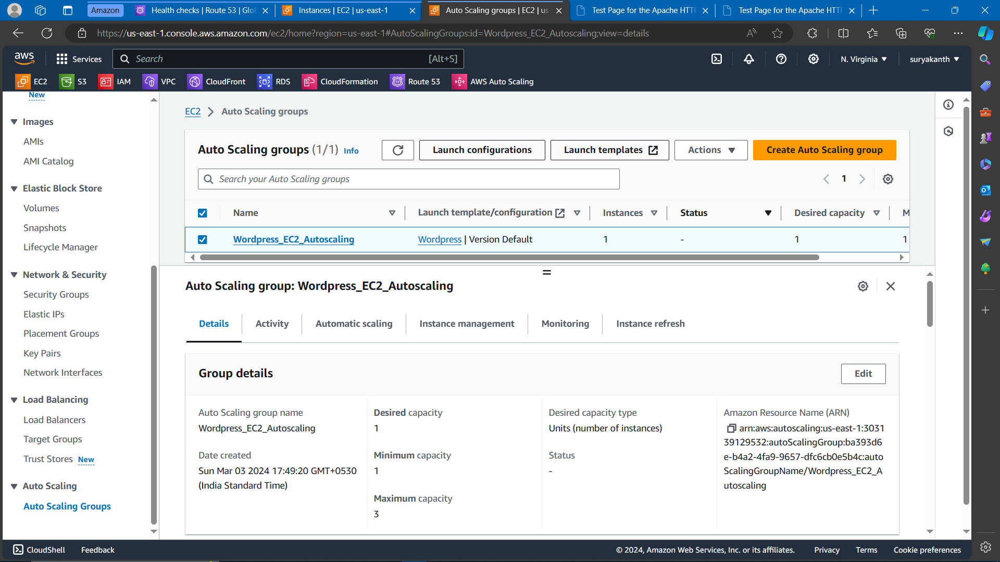 Amazon
Health checks | Route 53 | Glo
Instances | EC2 | us-east-1
Auto Scaling groups | EC2 | us-
Test Page for the Apache HTTP
Test Page for the Apache HTTP
https://us-east-1.console.aws.amazon.com/ec2/home?region=us-east-1#AutoScalingGroups:id=Wordpress_EC2_Autoscaling;view=details
aws
Services
Search
[Alt+S]
N. Virginia
suryakanth
EC2
S3
IAM
VPC
CloudFront
RDS
CloudFormation
Route 53
AWS Auto Scaling
New
Images
AMIs
AMI Catalog
Elastic Block Store
Volumes
Snapshots
Lifecycle Manager
Network & Security
Security Groups
Elastic IPs
Placement Groups
Key Pairs
Network Interfaces
Load Balancing
Load Balancers
Target Groups
Trust Stores New
Auto Scaling
Auto Scaling Groups
EC2 > Auto Scaling groups
Auto Scaling groups (1/1) Info
Launch configurations
Launch templates
Actions
Create Auto Scaling group
Search your Auto Scaling groups
1
Name
Launch template/configuration
Instances
Status
Desired capacity
M
Wordpress_EC2_Autoscaling
Wordpress | Version Default
1
-
1
1
Auto Scaling group: Wordpress_EC2_Autoscaling
Details
Activity
Automatic scaling
Instance management
Monitoring
Instance refresh
Group details
Edit
Auto Scaling group name
Wordpress_EC2_Autoscaling
Date created
Sun Mar 03 2024 17:49:20 GMT+0530
(India Standard Time)
Desired capacity
1
Minimum capacity
1
Maximum capacity
3
Desired capacity type
Units (number of instances)
Status
-
Amazon Resource Name (ARN)
arn:aws:autoscaling:us-east-1:3031
39129532:autoScalingGroup:ba393d6
e-b4a2-4fa9-9657-dfc6cb0e5b4c:auto
ScalingGroupName/Wordpress_EC2_A
utoscaling
CloudShell
Feedback
© 2024, Amazon Web Services, Inc. or its affiliates.
Privacy
Terms
Cookie preferences